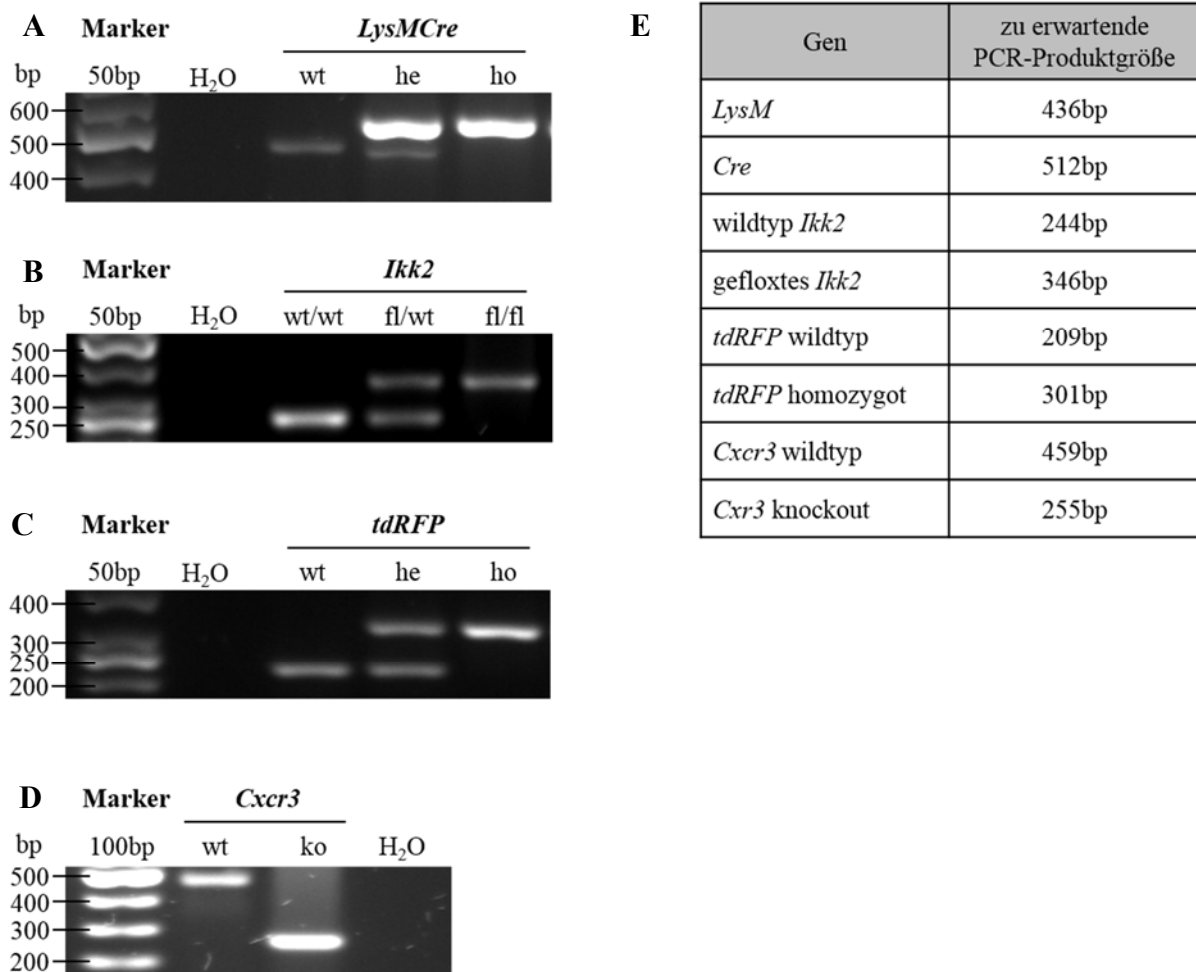 A Marker LysMCre
bp 50bp H₂O wt he ho
600
500
400
B Marker Ikk2
bp 50bp H₂O wt/wt fl/wt fl/fl
500
400
300
250
C Marker tdRFP
50bp H₂O wt he ho
400
300
250
200
D Marker Cxcr3
bp 100bp wt ko H₂O
500
400
300
200
E
Gen zu erwartende
PCR-Produktgröße
LysM 436bp
Cre 512bp
wildtyp Ikk2 244bp
gefloxtes Ikk2 346bp
tdRFP wildtyp 209bp
tdRFP homozygot 301bp
Cxcr3 wildtyp 459bp
Cxr3 knockout 255bp